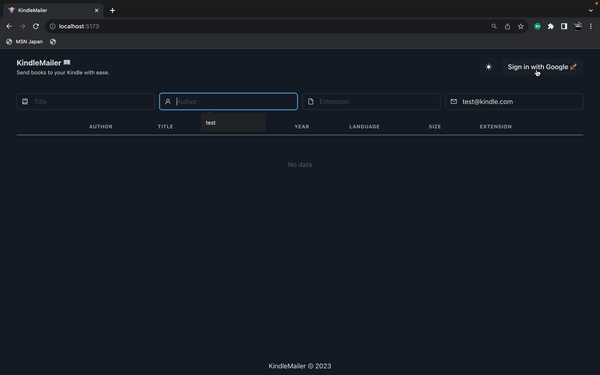 KindleMailer
localhost:5173
MSN Japan
KindleMailer 📖
Send books to your Kindle with ease.
Sign in with Google 🚀
Title
Author
Extension
test@kindle.com
test
AUTHOR TITLE YEAR LANGUAGE SIZE EXTENSION
No data
KindleMailer © 2023